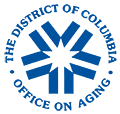 THE DISTRICT OF COLUMBIA
• OFFICE ON AGING •